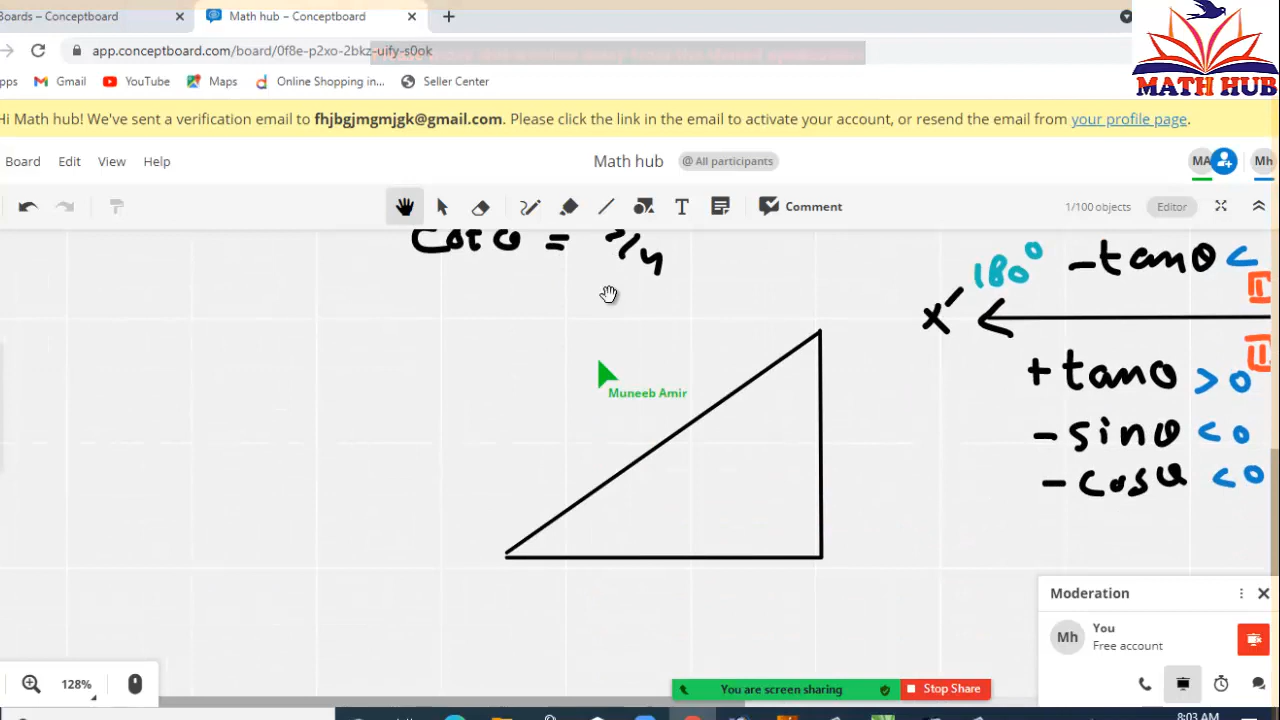 Boards – Conceptboard
Math hub – Conceptboard
app.conceptboard.com/board/0f8e-p2xo-2bkz-uify-s0ok
MATH HUB
pps Gmail YouTube Maps Online Shopping in... Seller Center
Hi Math hub! We've sent a verification email to fhjbgjmgmjgk@gmail.com. Please click the link in the email to activate your account, or resend the email from your profile page.
Board Edit View Help
Math hub @ All participants
MA Mh
Comment
1/100 objects Editor
cot θ =
180°
-tanθ <
x'
Muneeb Amir
+tanθ >0
-sinθ <0
-cosθ <0
Moderation
Mh You
Free account
128%
You are screen sharing Stop Share
8:03 AM